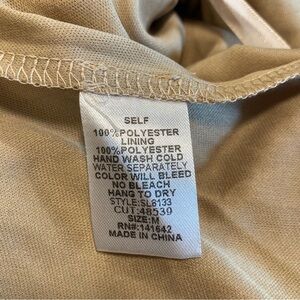 SELF
100%POLYESTER
LINING
100%POLYESTER
HAND WASH COLD
WATER SEPARATELY
COLOR WILL BLEED
NO BLEACH
HANG TO DRY
STYLE:SL6133
CUT:48539
SIZE:M
RN#:141642
MADE IN CHINA